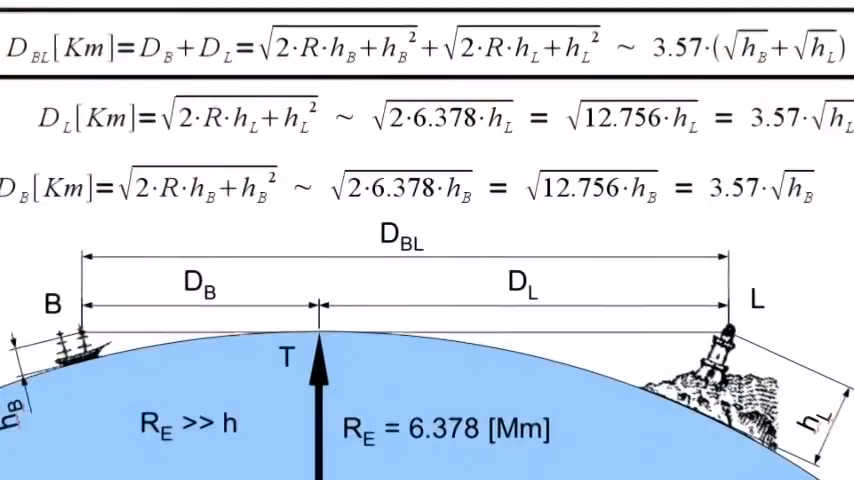 D_BL[Km]=D_B+D_L=√(2·R·h_B+h_B²)+√(2·R·h_L+h_L²) ~ 3.57·(√h_B+√h_L)
D_L[Km]=√(2·R·h_L+h_L²) ~ √(2·6.378·h_L) = √(12.756·h_L) = 3.57·√h_L
D_B[Km]=√(2·R·h_B+h_B²) ~ √(2·6.378·h_B) = √(12.756·h_B) = 3.57·√h_B
D_BL
D_B D_L
B L
T
h_B
h_L
R_E >> h R_E = 6.378 [Mm]